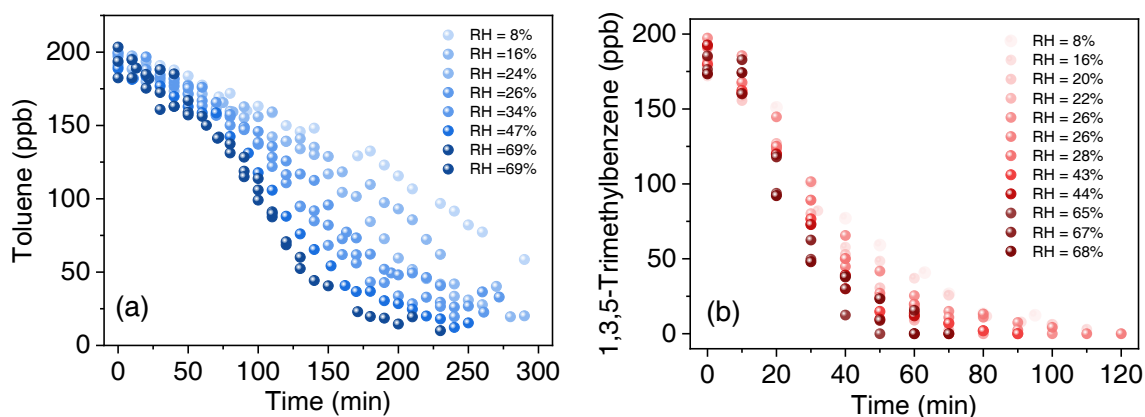 Toluene (ppb)
200
150
100
50
0
RH = 8%
RH =16%
RH =24%
RH =26%
RH =34%
RH =47%
RH =69%
RH =69%
(a)
0 50 100 150 200 250 300
Time (min)
1,3,5-Trimethylbenzene (ppb)
200
150
100
50
0
RH = 8%
RH = 16%
RH = 20%
RH = 22%
RH = 26%
RH = 26%
RH = 28%
RH = 43%
RH = 44%
RH = 65%
RH = 67%
RH = 68%
(b)
0 20 40 60 80 100 120
Time (min)